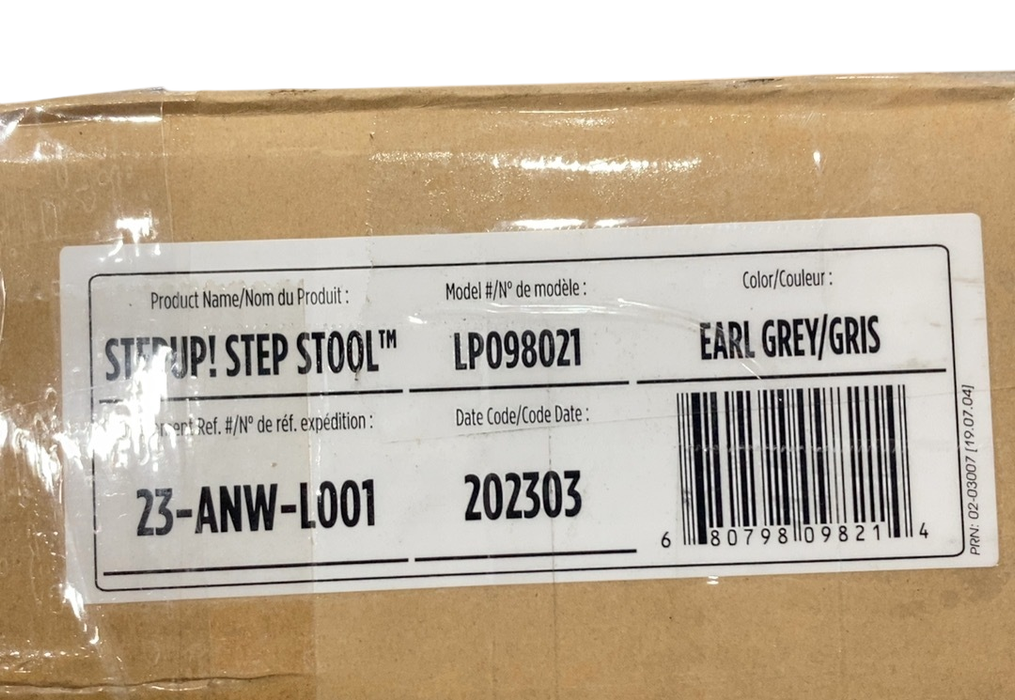 Product Name/Nom du Produit :
STEPUP! STEP STOOL™
Model #/Nº de modèle :
LP098021
Color/Couleur :
EARL GREY/GRIS
Ref. #/Nº de réf. expédition :
23-ANW-L001
Date Code/Code Date :
202303
6 80798 09821 4
PRN: 02-03007 [19.07.04]